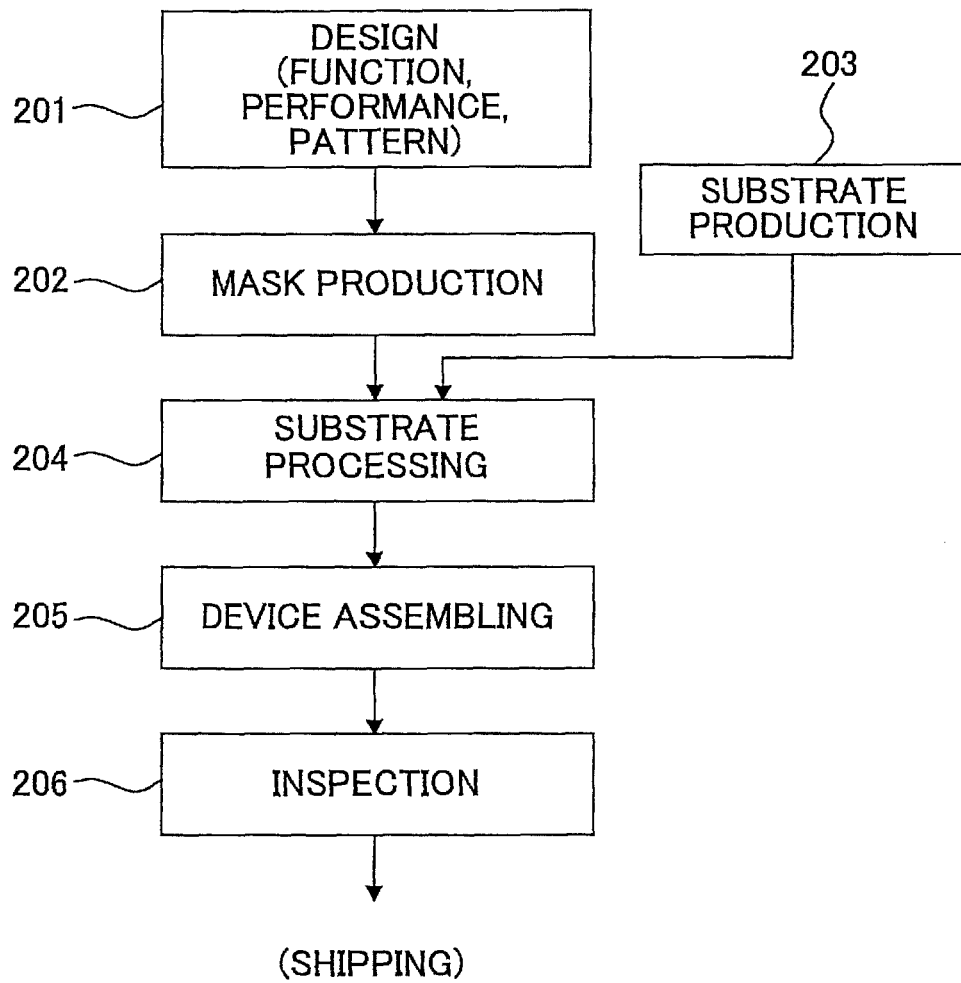 DESIGN
(FUNCTION,
PERFORMANCE,
PATTERN)
201
203
SUBSTRATE
PRODUCTION
202
MASK PRODUCTION
SUBSTRATE
PROCESSING
204
205
DEVICE ASSEMBLING
206
INSPECTION
(SHIPPING)